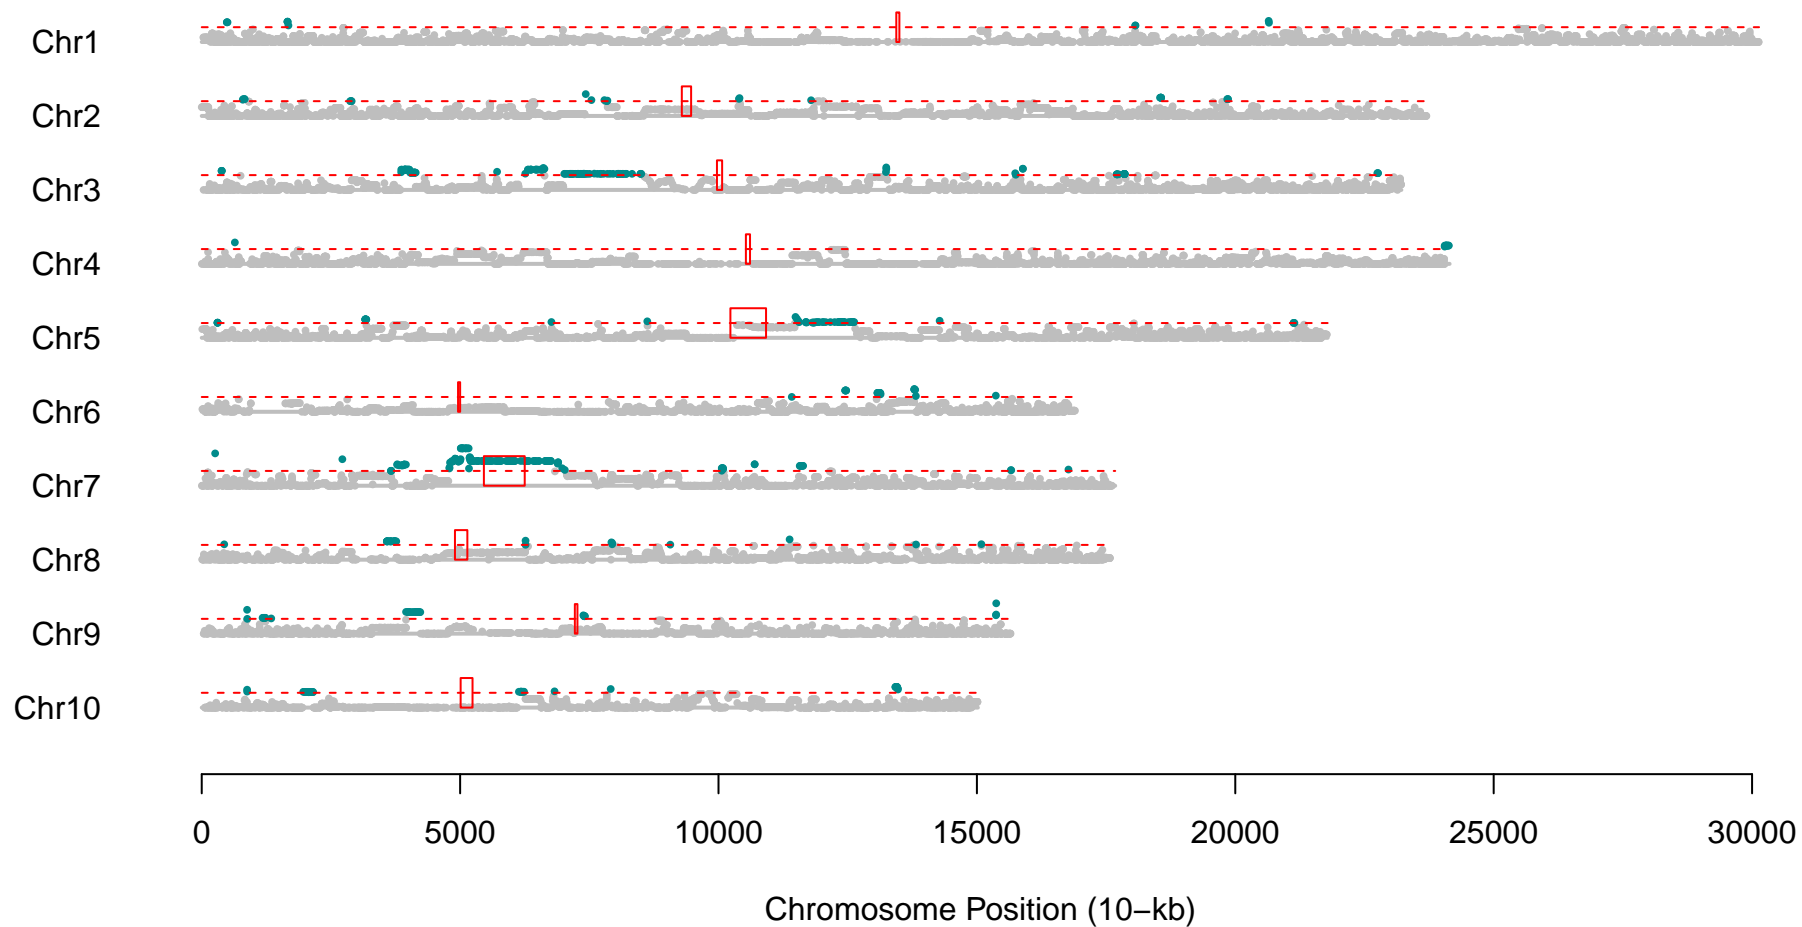 Chr1
Chr2
Chr3
Chr4
Chr5
Chr6
Chr7
Chr8
Chr9
Chr10
0 5000 10000 15000 20000 25000 30000
Chromosome Position (10−kb)